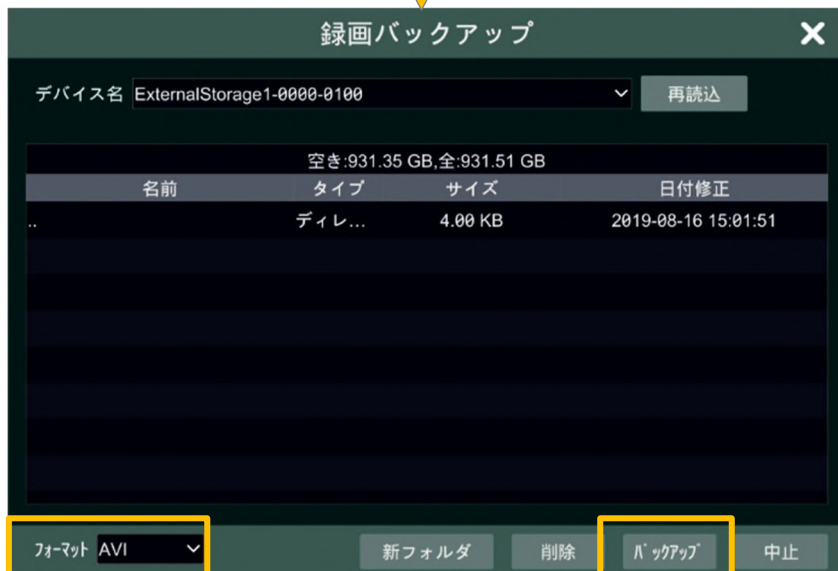 録画バックアップ
デバイス名 ExternalStorage1-0000-0100 再読込
空き:931.35 GB,全:931.51 GB
名前 タイプ サイズ 日付修正
.. ディレ... 4.00 KB 2019-08-16 15:01:51
フォーマット AVI 新フォルダ 削除 バックアップ 中止